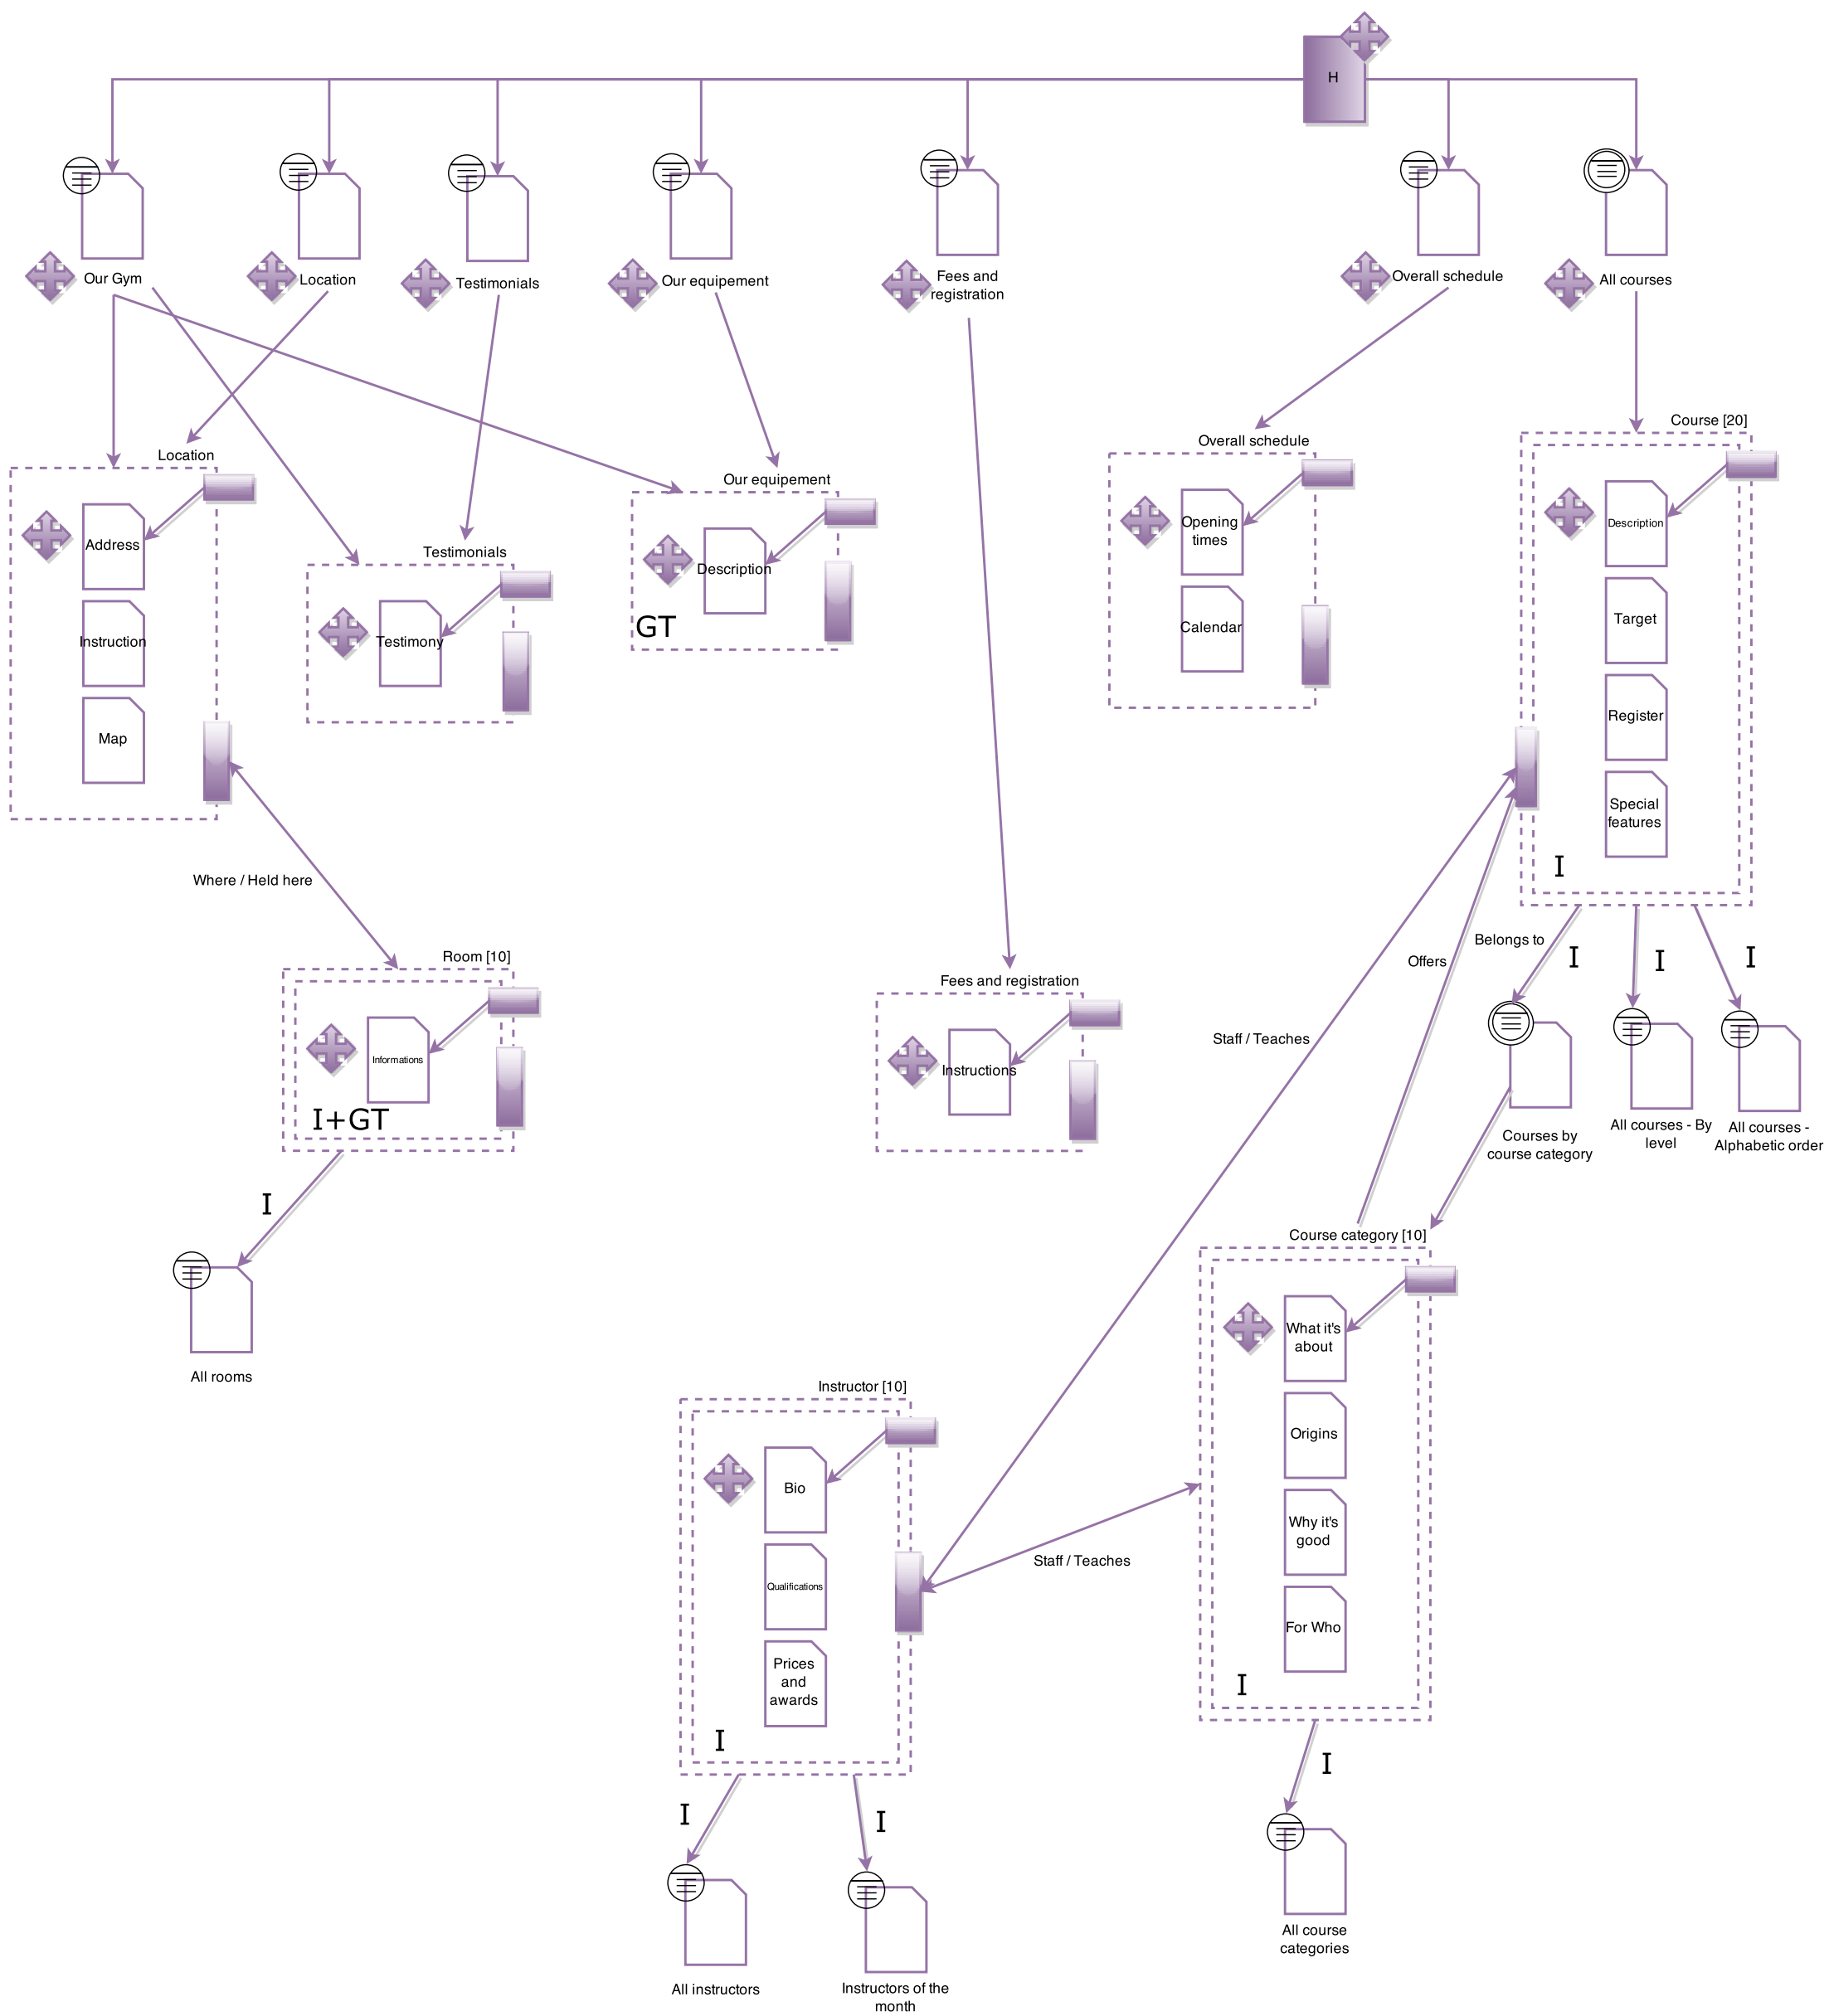 H
Our Gym
Location
Testimonials
Our equipement
Fees and
registration
Overall schedule
All courses
Course [20]
Description
Target
Register
Special
features
I
Overall schedule
Opening
times
Calendar
Location
Address
Instruction
Map
Our equipement
Description
GT
Testimonials
Testimony
Where / Held here
Room [10]
Informations
I+GT
I
All rooms
Fees and registration
Instructions
Belongs to
Offers
Staff / Teaches
I
I
I
Courses by
course category
All courses - By
level
All courses -
Alphabetic order
Course category [10]
What it's
about
Origins
Why it's
good
For Who
I
Staff / Teaches
Instructor [10]
Bio
Qualifications
Prices
and
awards
I
I
I
I
All instructors
Instructors of the
month
All course
categories